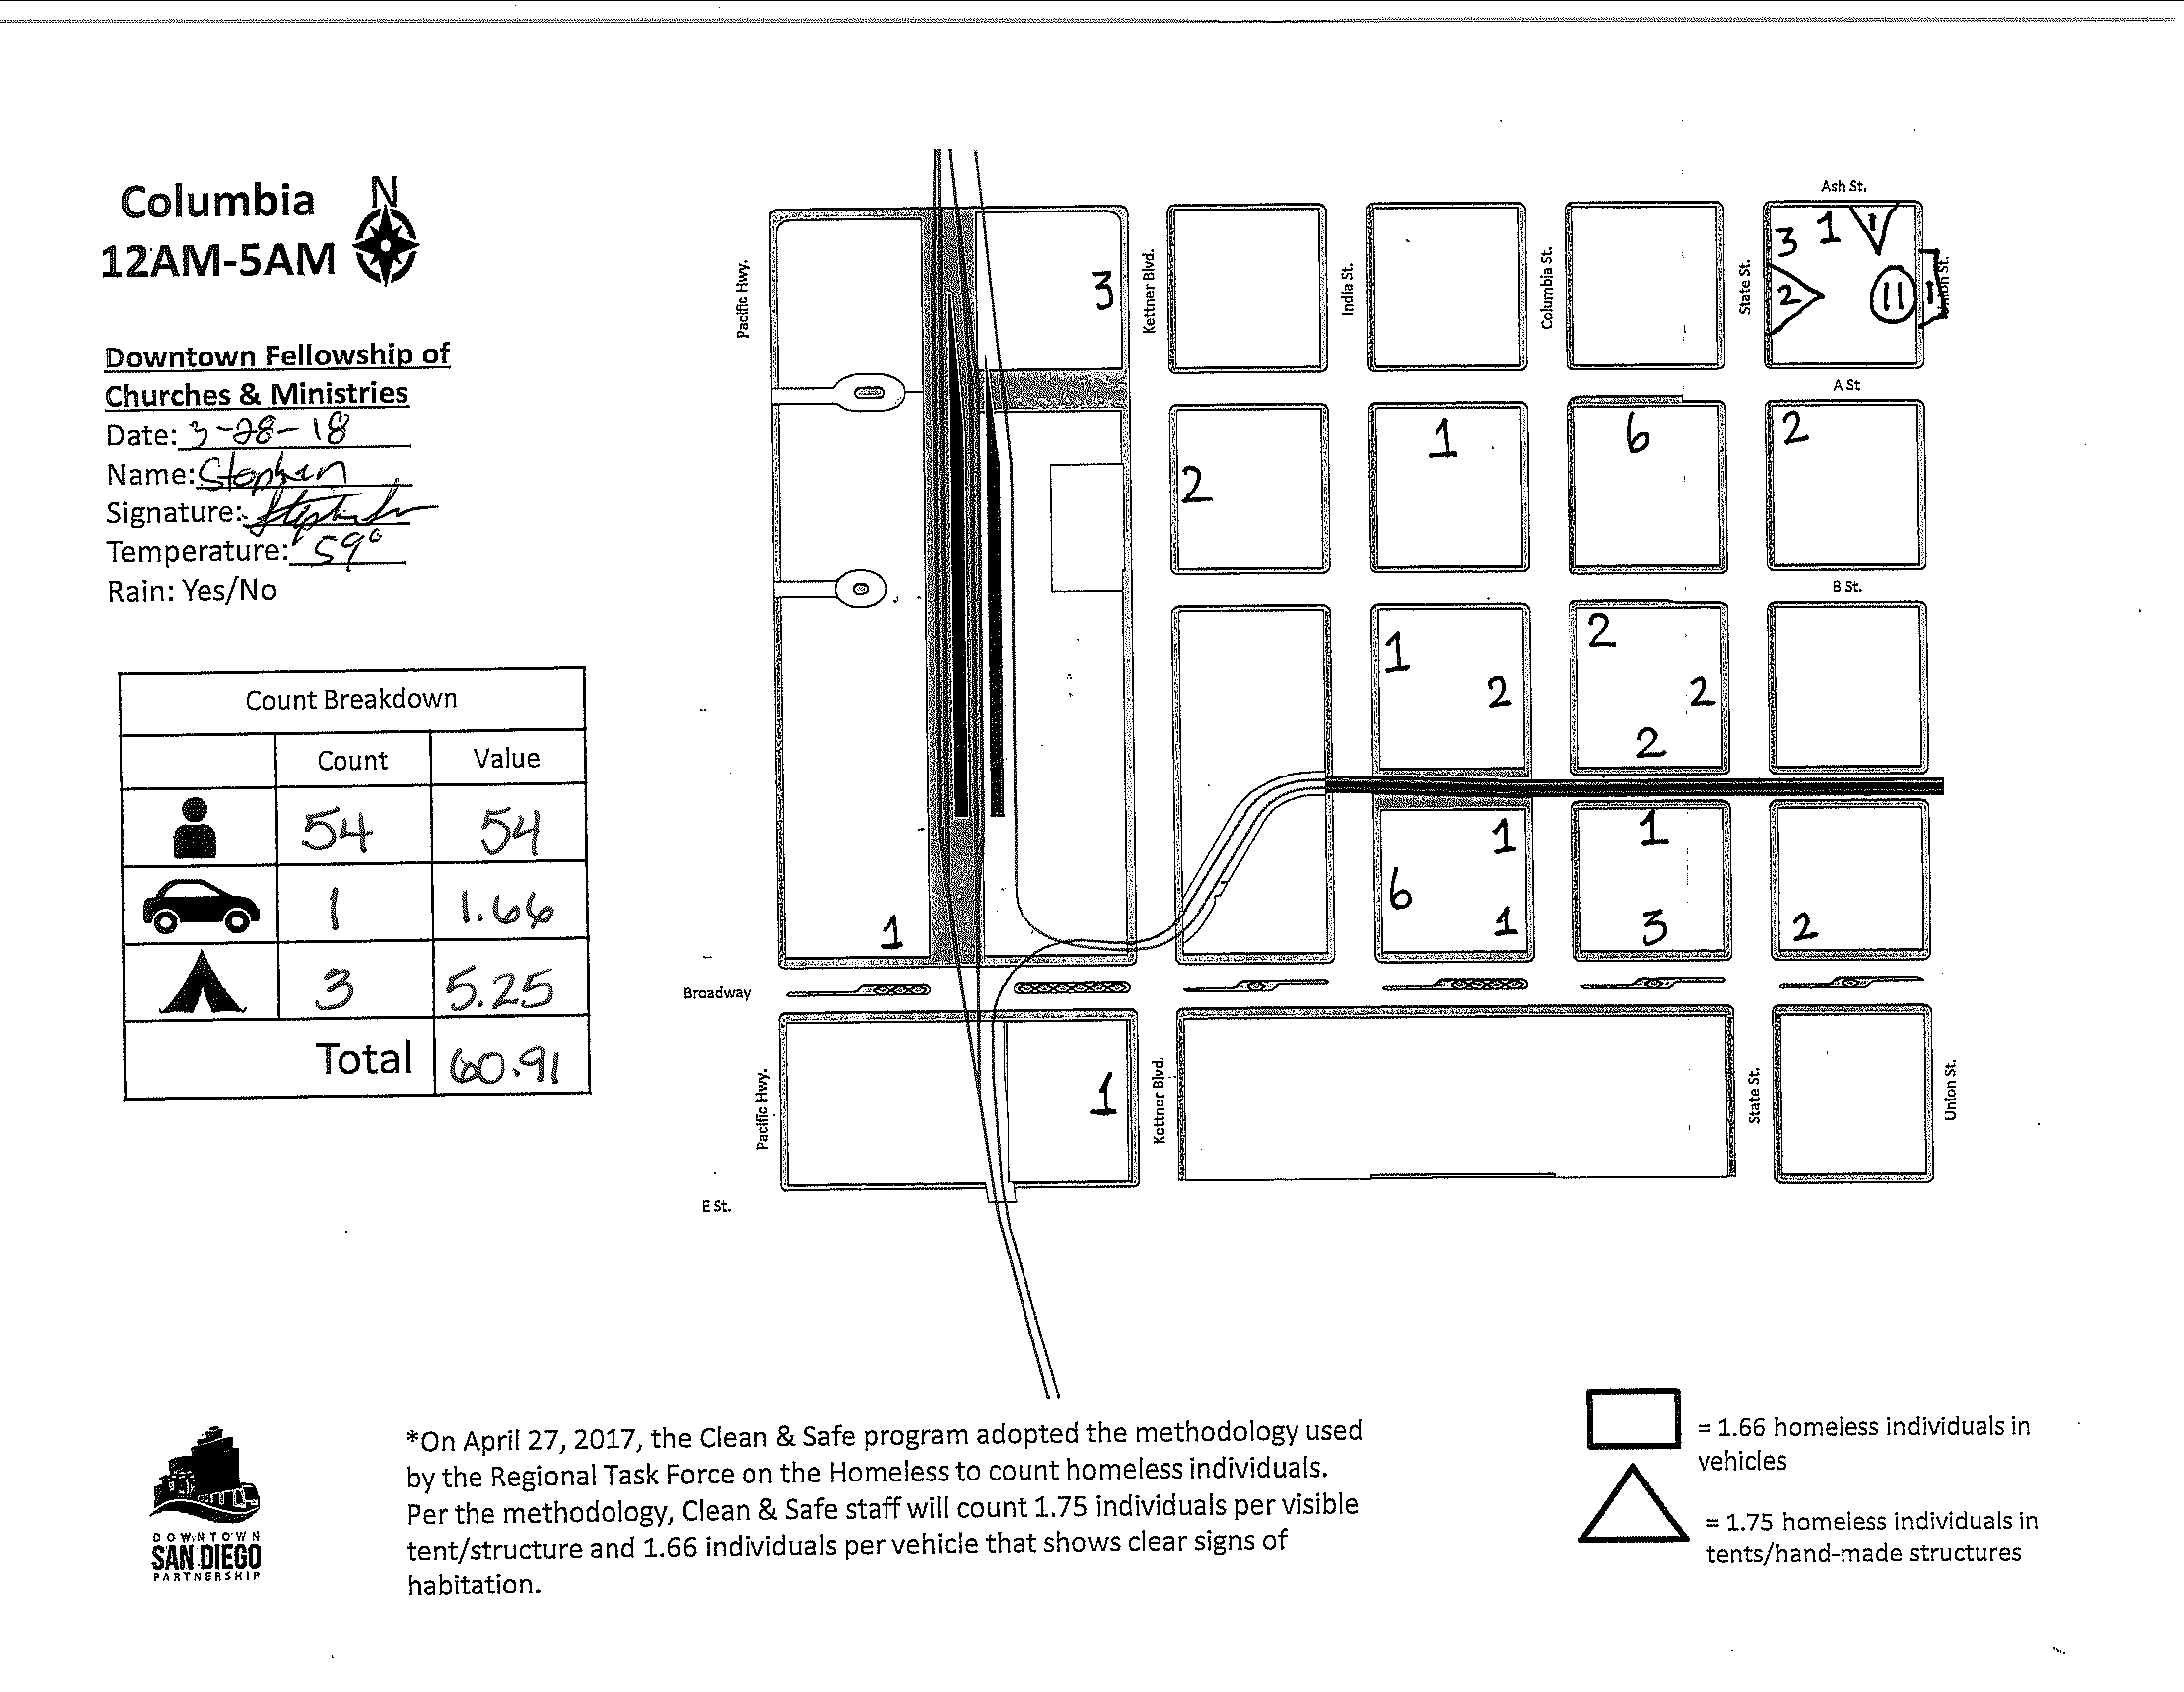 Columbia
N
12AM-5AM
Downtown Fellowship of
Churches & Ministries
Date: 3-28-18
Name: Stephen
Signature:
Temperature: 59°
Rain: Yes/No
Count Breakdown
Count Value
54 54
1 1.66
3 5.25
Total 60.91
Ash St.
Pacific Hwy.
3
Kettner Blvd.
India St.
Columbia St.
State St.
3 1 1
2 11 1
Union St.
A St
2 1 6 2
B St.
1 2
2 2 2
1 6 1
1 3
2
1
Broadway
Pacific Hwy.
1
Kettner Blvd.
State St.
Union St.
E St.
*On April 27, 2017, the Clean & Safe program adopted the methodology used
by the Regional Task Force on the Homeless to count homeless individuals.
Per the methodology, Clean & Safe staff will count 1.75 individuals per visible
tent/structure and 1.66 individuals per vehicle that shows clear signs of
habitation.
= 1.66 homeless individuals in
vehicles
= 1.75 homeless individuals in
tents/hand-made structures
DOWNTOWN
SAN DIEGO
PARTNERSHIP